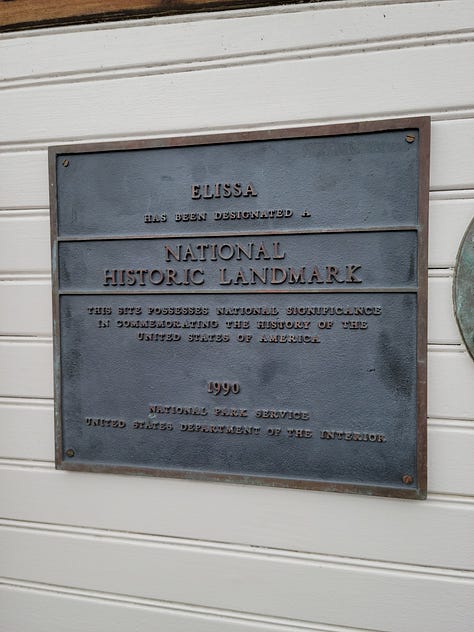 ELISSA
HAS BEEN DESIGNATED A
NATIONAL
HISTORIC LANDMARK
THIS SITE POSSESSES NATIONAL SIGNIFICANCE
IN COMMEMORATING THE HISTORY OF THE
UNITED STATES OF AMERICA
1990
NATIONAL PARK SERVICE
UNITED STATES DEPARTMENT OF THE INTERIOR